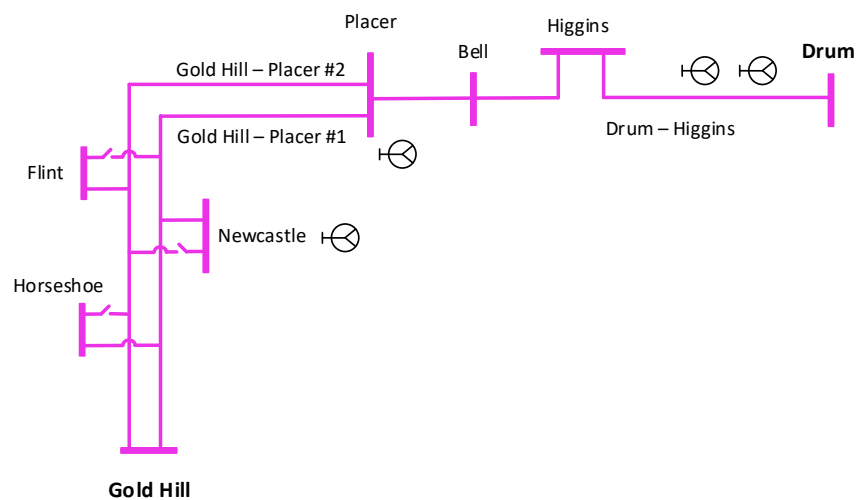 Placer
Higgins
Bell
Drum
Gold Hill – Placer #2
Gold Hill – Placer #1
Drum – Higgins
Flint
Newcastle
Horseshoe
Gold Hill